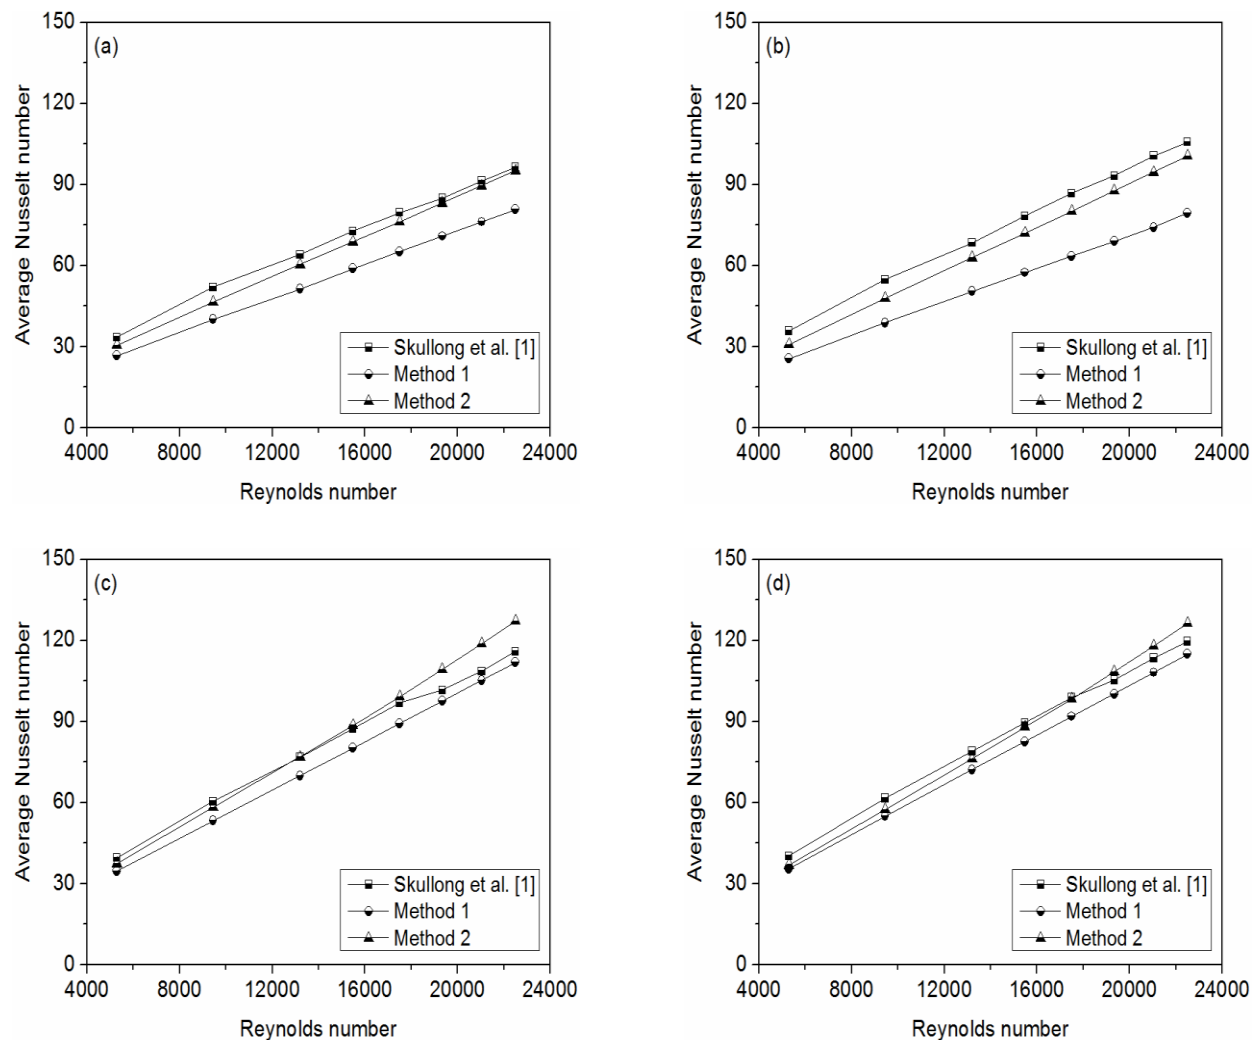 (a)
150
120
90
60
30
0
Average Nusselt number
Skullong et al. [1]
Method 1
Method 2
4000 8000 12000 16000 20000 24000
Reynolds number
(b)
150
120
90
60
30
0
Average Nusselt number
Skullong et al. [1]
Method 1
Method 2
4000 8000 12000 16000 20000 24000
Reynolds number
(c)
150
120
90
60
30
0
Average Nusselt number
Skullong et al. [1]
Method 1
Method 2
4000 8000 12000 16000 20000 24000
Reynolds number
(d)
150
120
90
60
30
0
Average Nusselt number
Skullong et al. [1]
Method 1
Method 2
4000 8000 12000 16000 20000 24000
Reynolds number